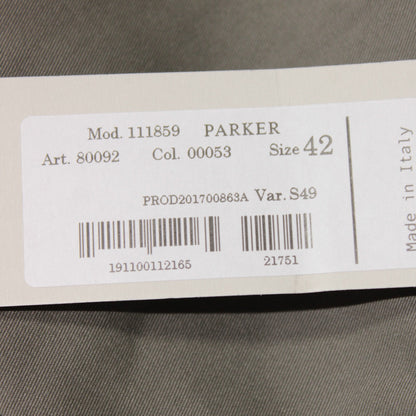 Mod. 111859 PARKER
Art. 80092 Col. 00053 Size 42
PROD201700863A Var. S49
191100112165 21751
Made in Italy